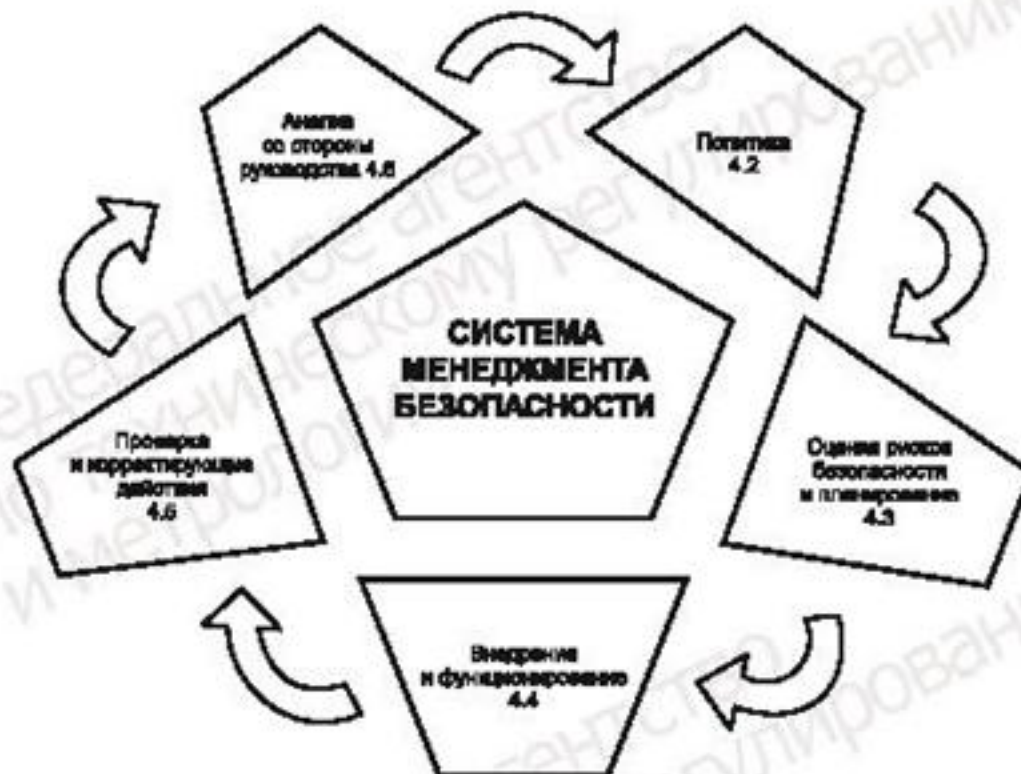 Анализ
со стороны
руководства 4.6
Политика
4.2
СИСТЕМА
МЕНЕДЖМЕНТА
БЕЗОПАСНОСТИ
Проверка
и корректирующие
действия
4.5
Оценка рисков
безопасности
и планирование
4.3
Внедрение
и функционирование
4.4